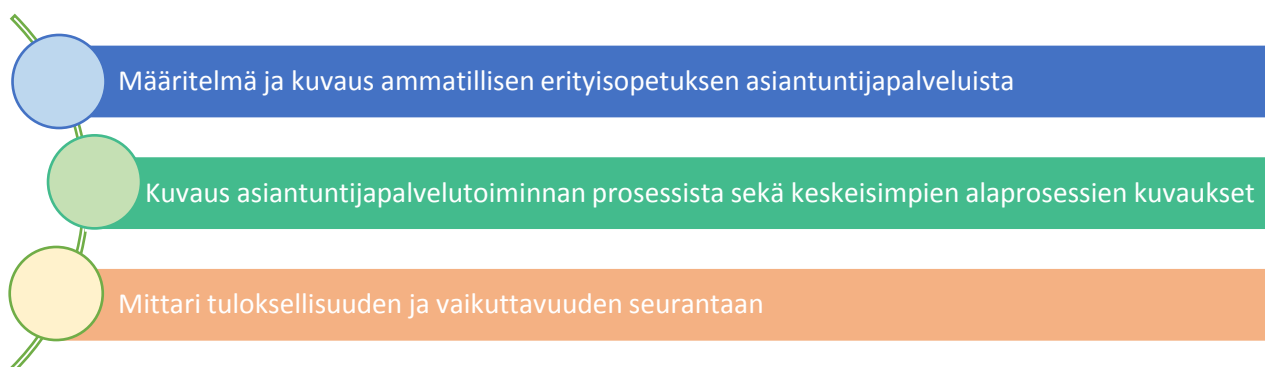 Määritelmä ja kuvaus ammatillisen erityisopetuksen asiantuntijapalveluista
Kuvaus asiantuntijapalvelutoiminnan prosessista sekä keskeisimpien alaprosessien kuvaukset
Mittari tuloksellisuuden ja vaikuttavuuden seurantaan